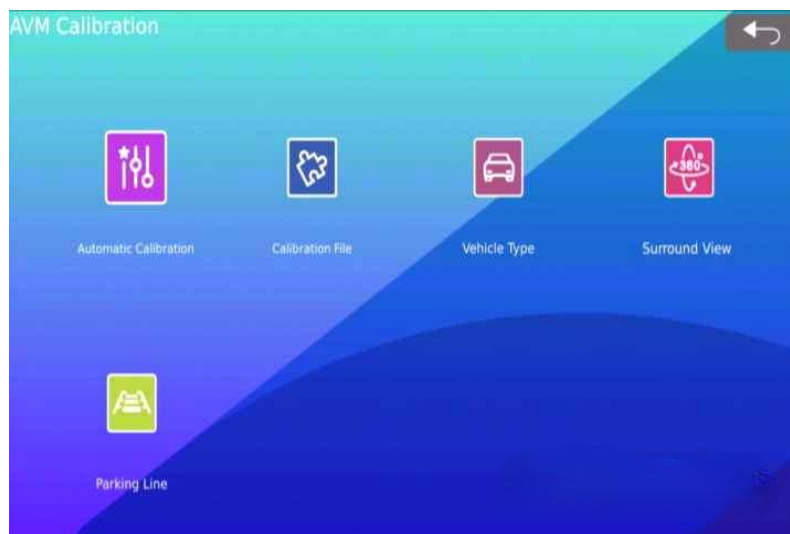 AVM Calibration
360
Automatic Calibration
Calibration File
Vehicle Type
Surround View
Parking Line